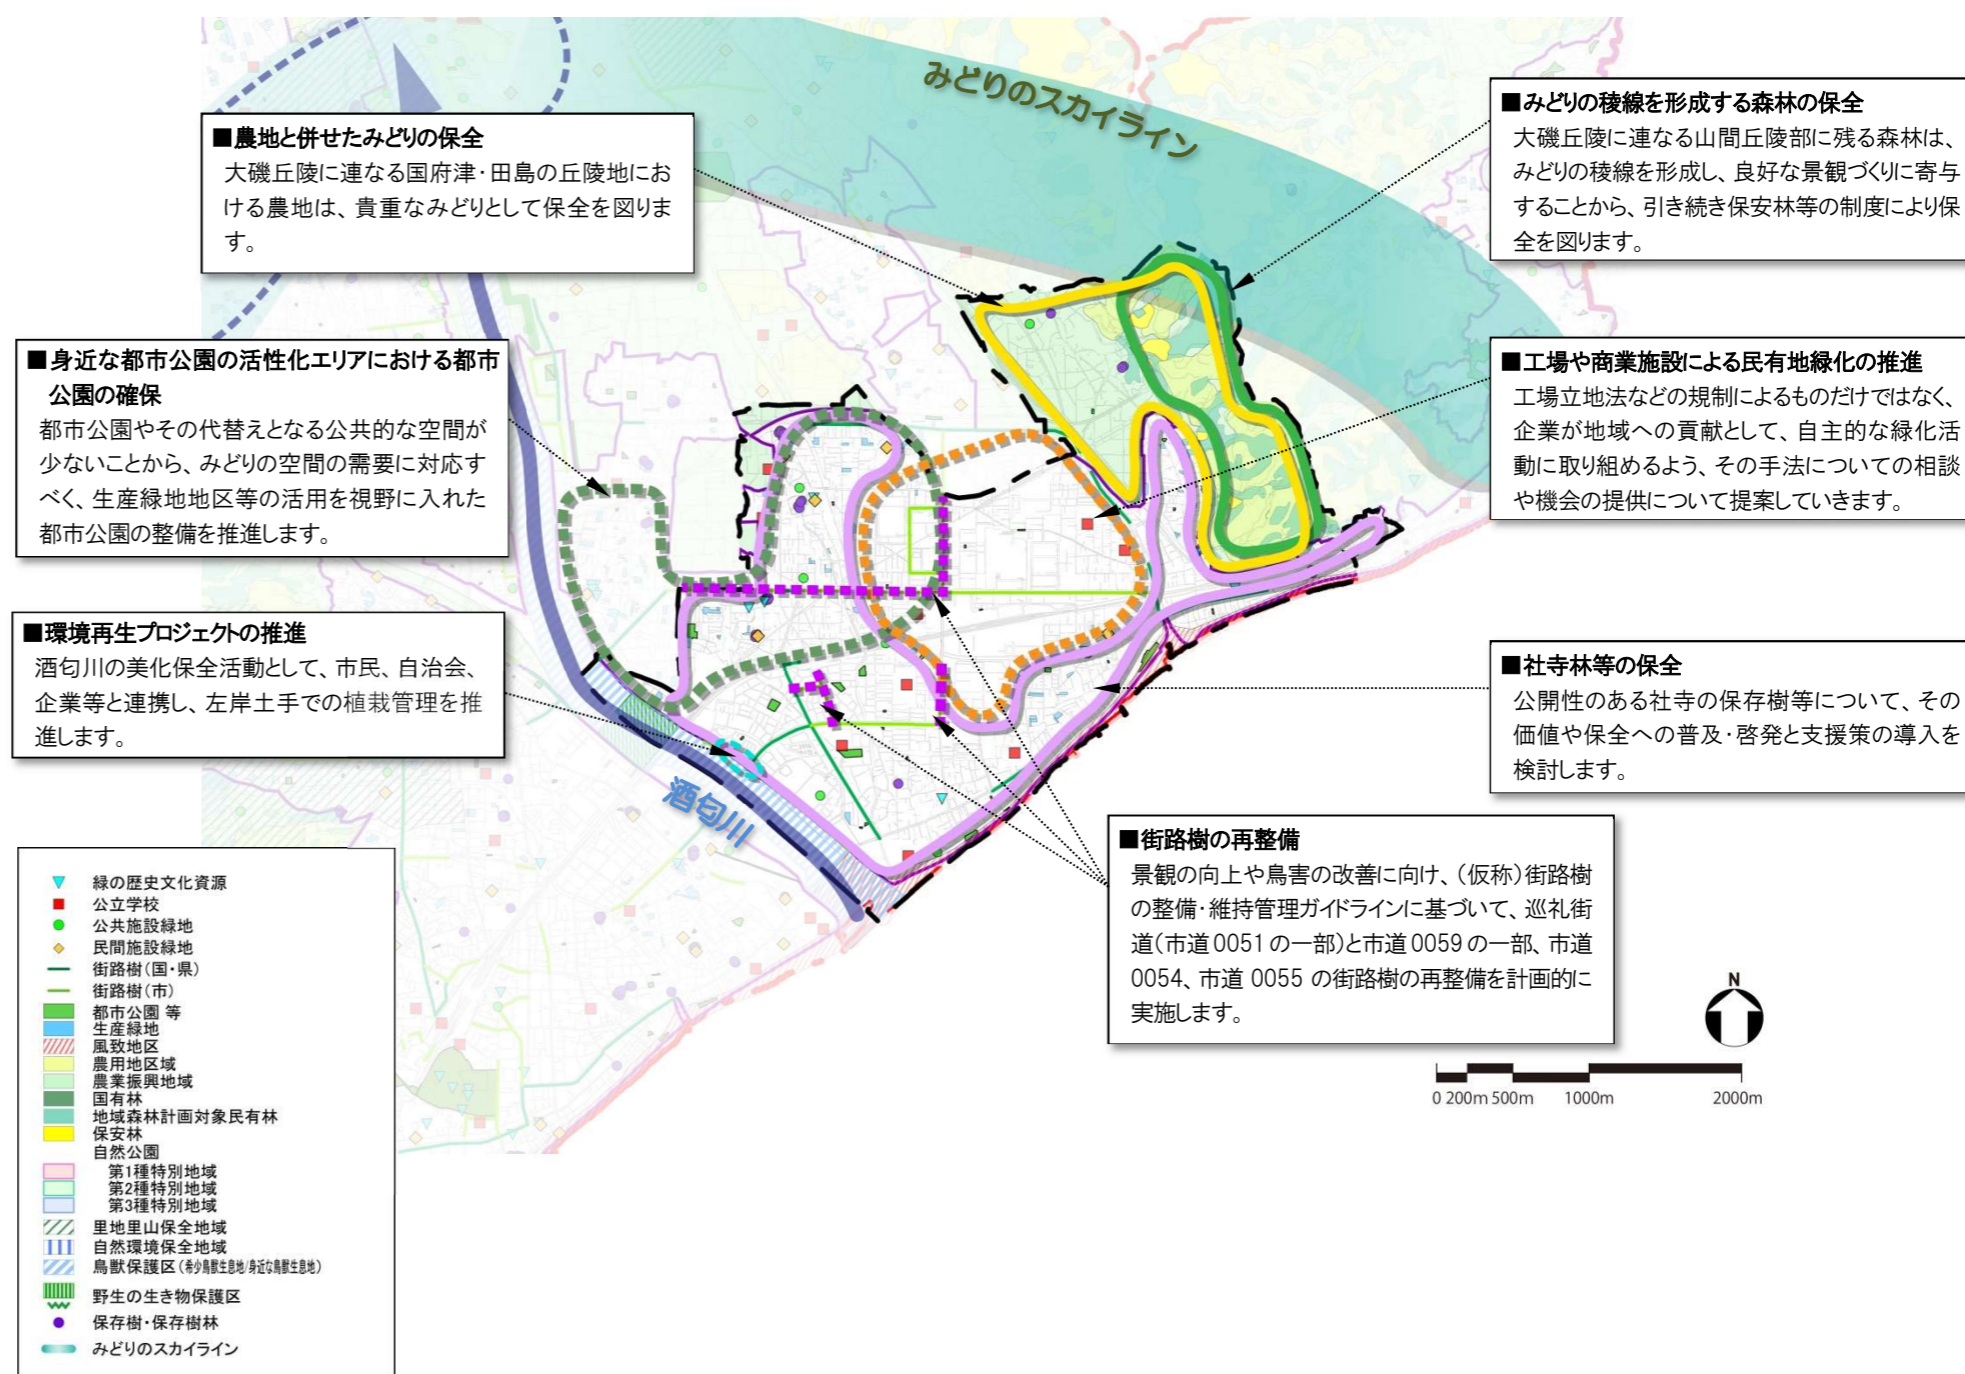 みどりのスカイライン
■農地と併せたみどりの保全
大磯丘陵に連なる国府津・田島の丘陵地にお
ける農地は、貴重なみどりとして保全を図りま
す。
■みどりの稜線を形成する森林の保全
大磯丘陵に連なる山間丘陵部に残る森林は、
みどりの稜線を形成し、良好な景観づくりに寄与
することから、引き続き保安林等の制度により保
全を図ります。
■身近な都市公園の活性化エリアにおける都市
公園の確保
都市公園やその代替えとなる公共的な空間が
少ないことから、みどりの空間の需要に対応す
べく、生産緑地地区等の活用を視野に入れた
都市公園の整備を推進します。
■工場や商業施設による民有地緑化の推進
工場立地法などの規制によるものだけではなく、
企業が地域への貢献として、自主的な緑化活
動に取り組めるよう、その手法についての相談
や機会の提供について提案していきます。
■環境再生プロジェクトの推進
酒匂川の美化保全活動として、市民、自治会、
企業等と連携し、左岸土手での植栽管理を推
進します。
■社寺林等の保全
公開性のある社寺の保存樹等について、その
価値や保全への普及・啓発と支援策の導入を
検討します。
酒匂川
■街路樹の再整備
景観の向上や鳥害の改善に向け、(仮称)街路樹
の整備・維持管理ガイドラインに基づいて、巡礼街
道(市道0051の一部)と市道0059の一部、市道
0054、市道 0055 の街路樹の再整備を計画的に
実施します。
緑の歴史文化資源
公立学校
公共施設緑地
民間施設緑地
街路樹(国・県)
街路樹(市)
都市公園 等
生産緑地
風致地区
農用地区域
農業振興地域
国有林
地域森林計画対象民有林
保安林
自然公園
第1種特別地域
第2種特別地域
第3種特別地域
里地里山保全地域
自然環境保全地域
鳥獣保護区(希少鳥獣生息地/身近な鳥獣生息地)
野生の生き物保護区
保存樹・保存樹林
みどりのスカイライン
N
0 200m 500m 1000m 2000m